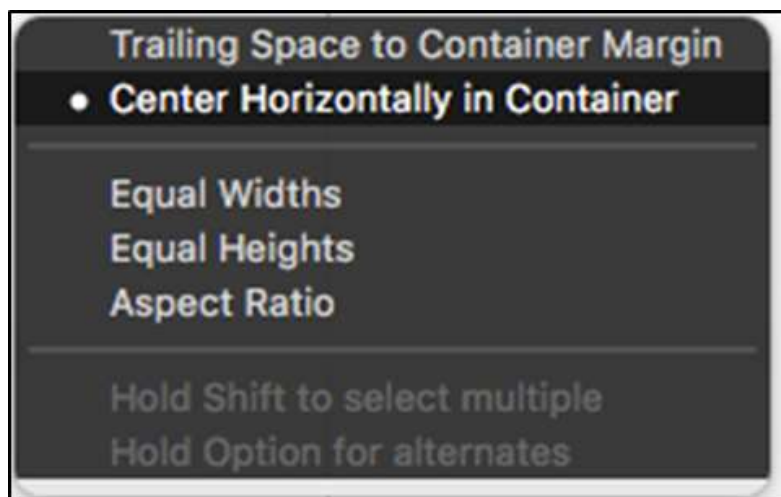 Trailing Space to Container Margin
● Center Horizontally in Container
Equal Widths
Equal Heights
Aspect Ratio
Hold Shift to select multiple
Hold Option for alternates